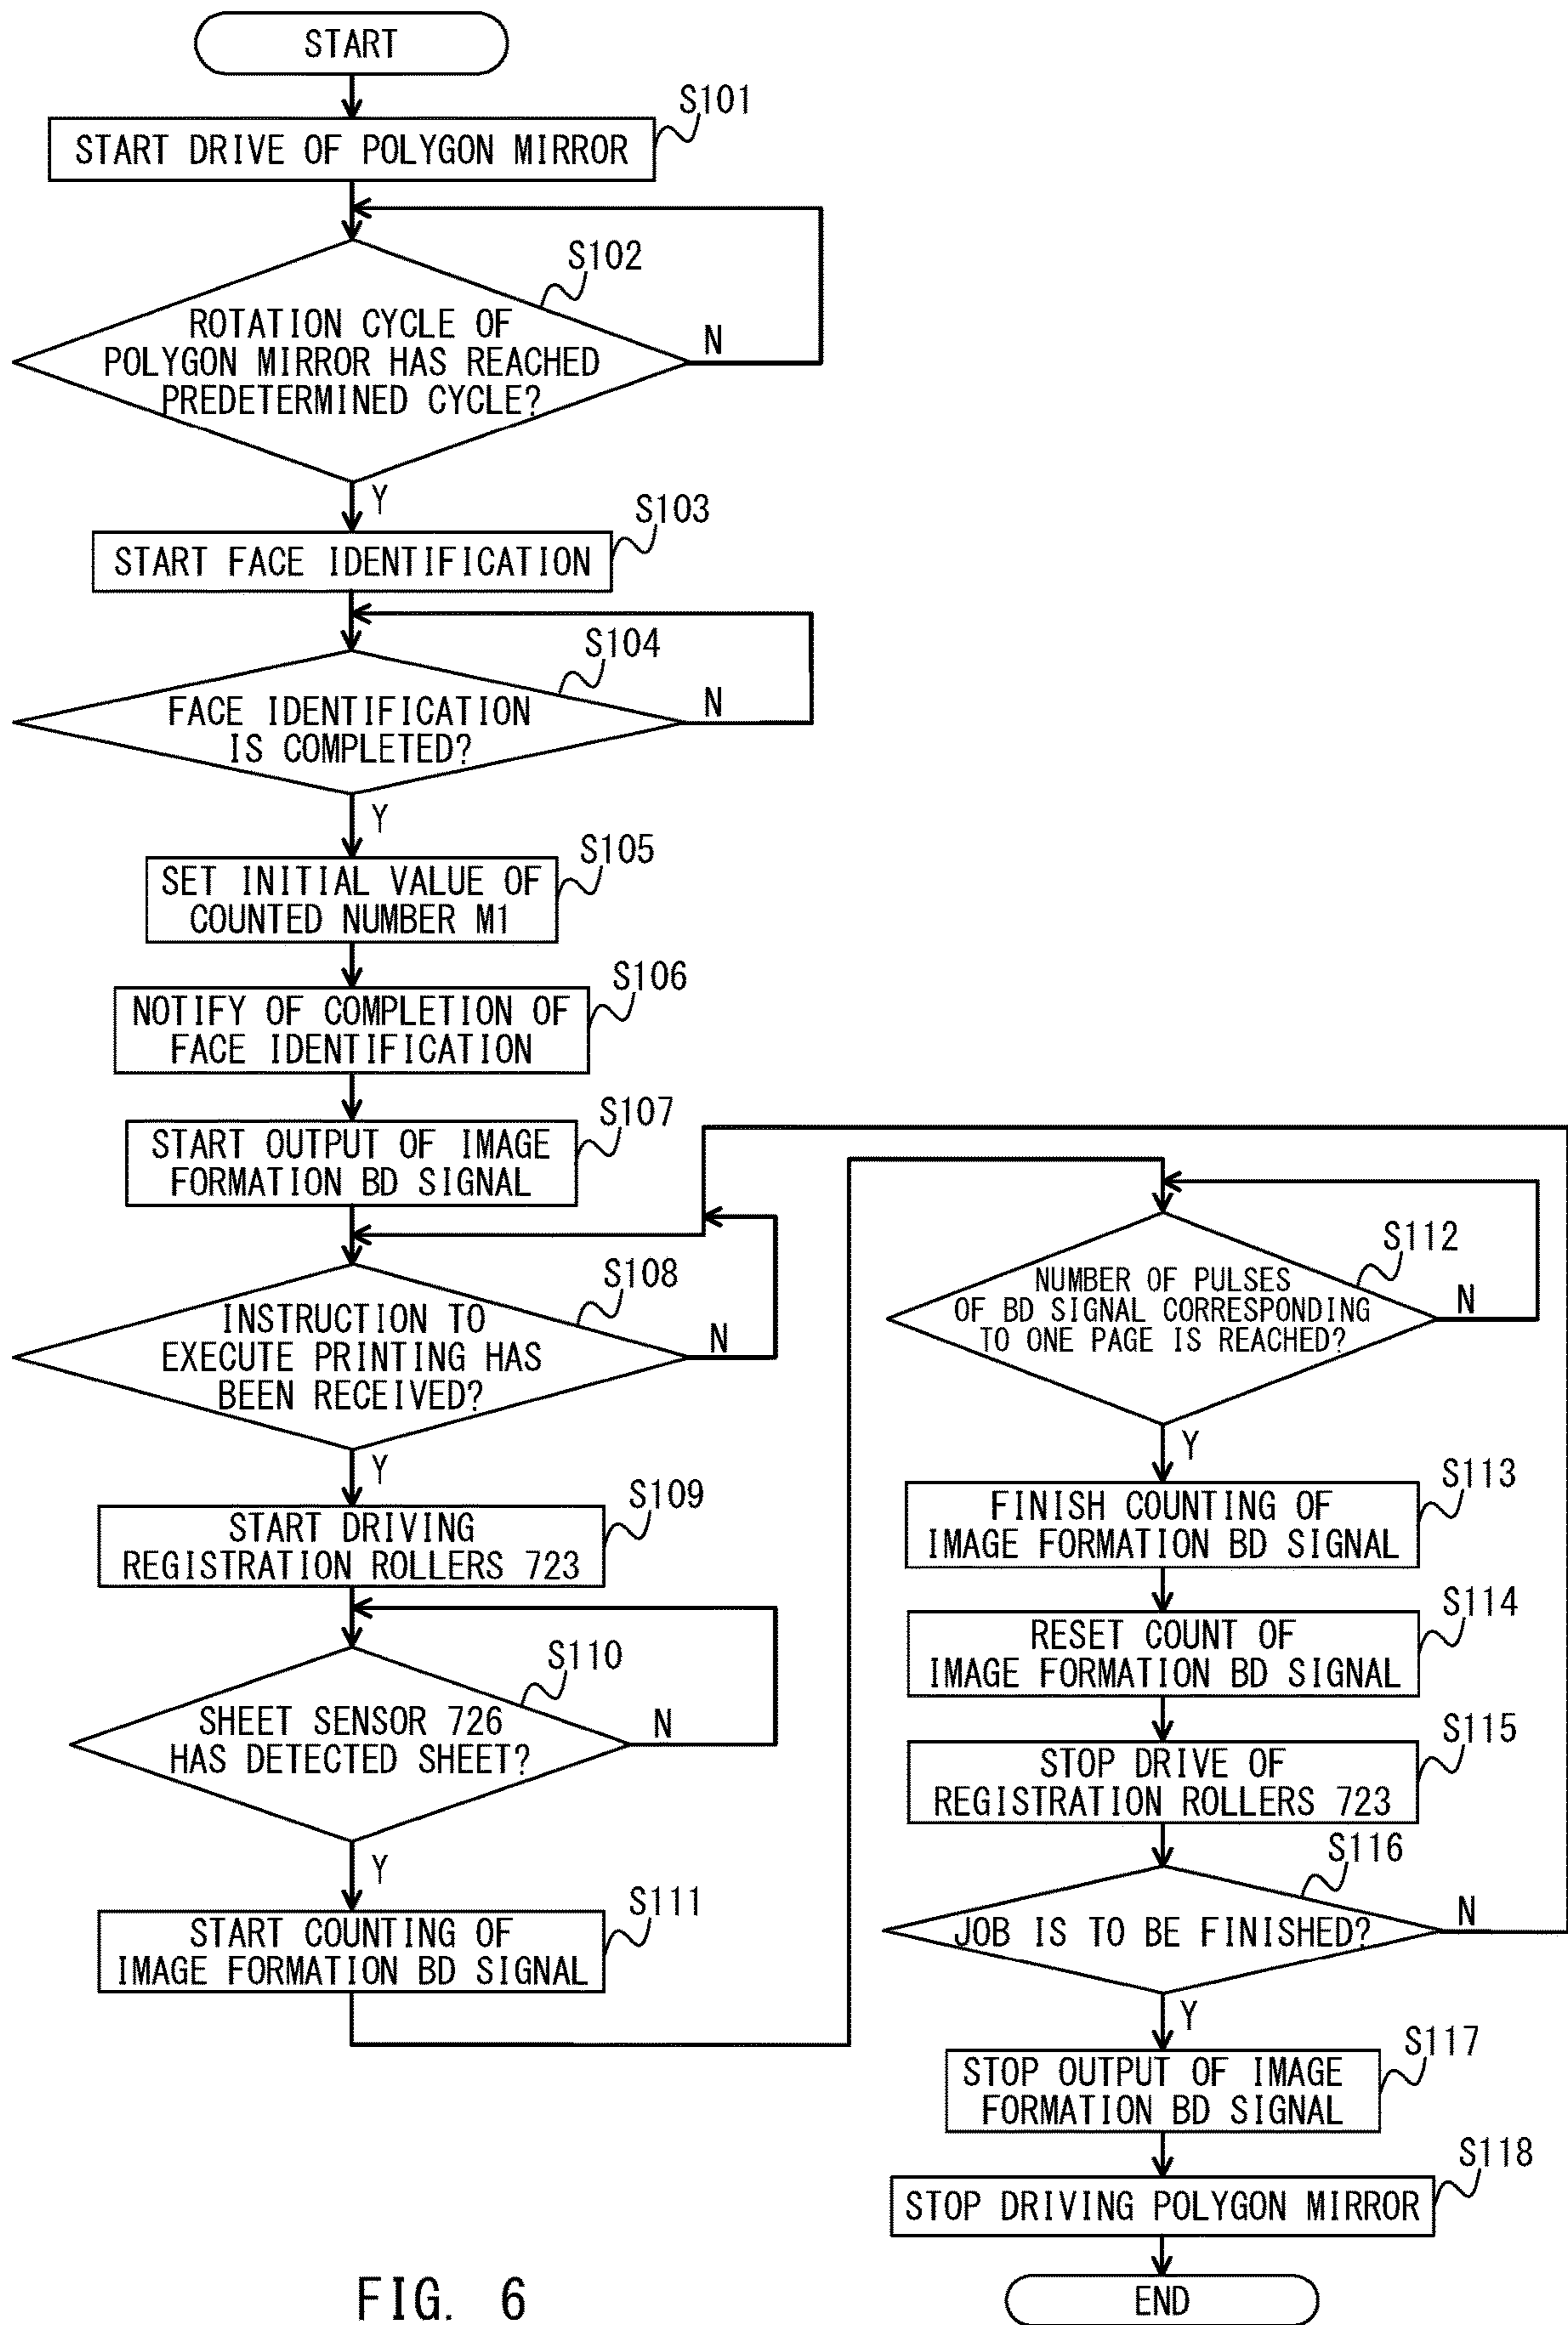 START
S101
START DRIVE OF POLYGON MIRROR
S102
ROTATION CYCLE OF
POLYGON MIRROR HAS REACHED
PREDETERMINED CYCLE?
N
Y
S103
START FACE IDENTIFICATION
S104
FACE IDENTIFICATION
IS COMPLETED?
N
Y
S105
SET INITIAL VALUE OF
COUNTED NUMBER M1
S106
NOTIFY OF COMPLETION OF
FACE IDENTIFICATION
S107
START OUTPUT OF IMAGE
FORMATION BD SIGNAL
S108
INSTRUCTION TO
EXECUTE PRINTING HAS
BEEN RECEIVED?
N
Y
S109
START DRIVING
REGISTRATION ROLLERS 723
S110
SHEET SENSOR 726
HAS DETECTED SHEET?
N
Y
S111
START COUNTING OF
IMAGE FORMATION BD SIGNAL
S112
NUMBER OF PULSES
OF BD SIGNAL CORRESPONDING
TO ONE PAGE IS REACHED?
N
Y
S113
FINISH COUNTING OF
IMAGE FORMATION BD SIGNAL
S114
RESET COUNT OF
IMAGE FORMATION BD SIGNAL
S115
STOP DRIVE OF
REGISTRATION ROLLERS 723
S116
JOB IS TO BE FINISHED?
N
Y
S117
STOP OUTPUT OF IMAGE
FORMATION BD SIGNAL
S118
STOP DRIVING POLYGON MIRROR
END
FIG. 6